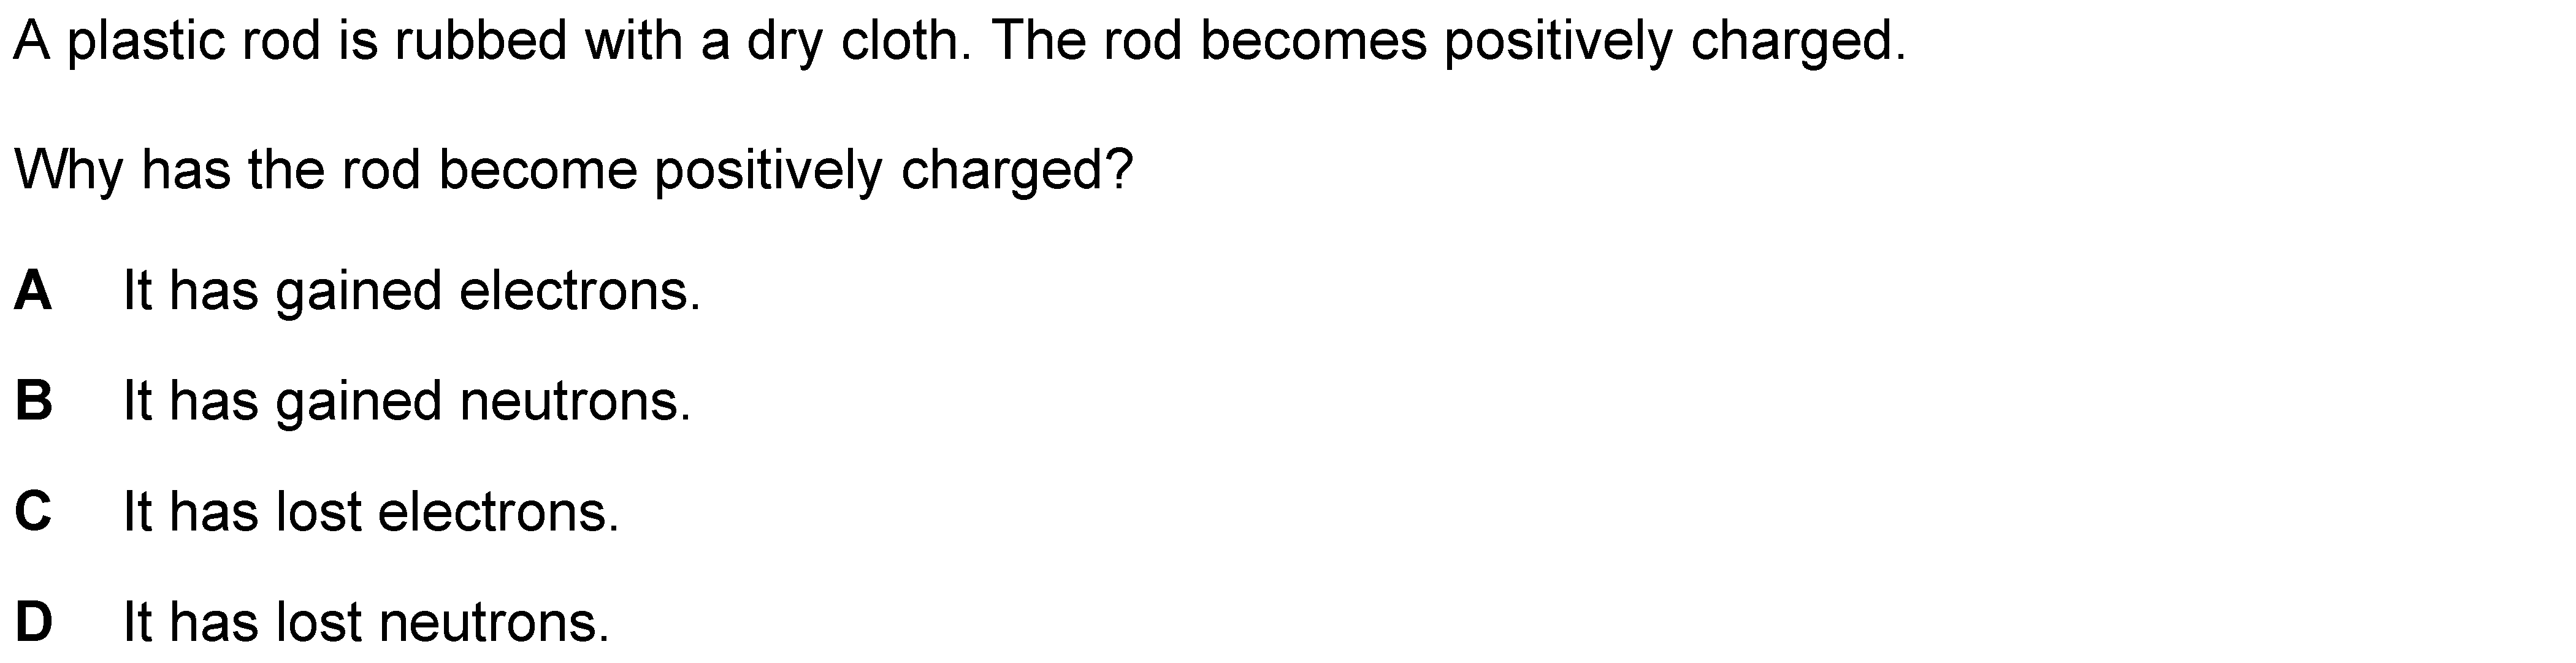 A plastic rod is rubbed with a dry cloth. The rod becomes positively charged.
Why has the rod become positively charged?
A It has gained electrons.
B It has gained neutrons.
C It has lost electrons.
D It has lost neutrons.